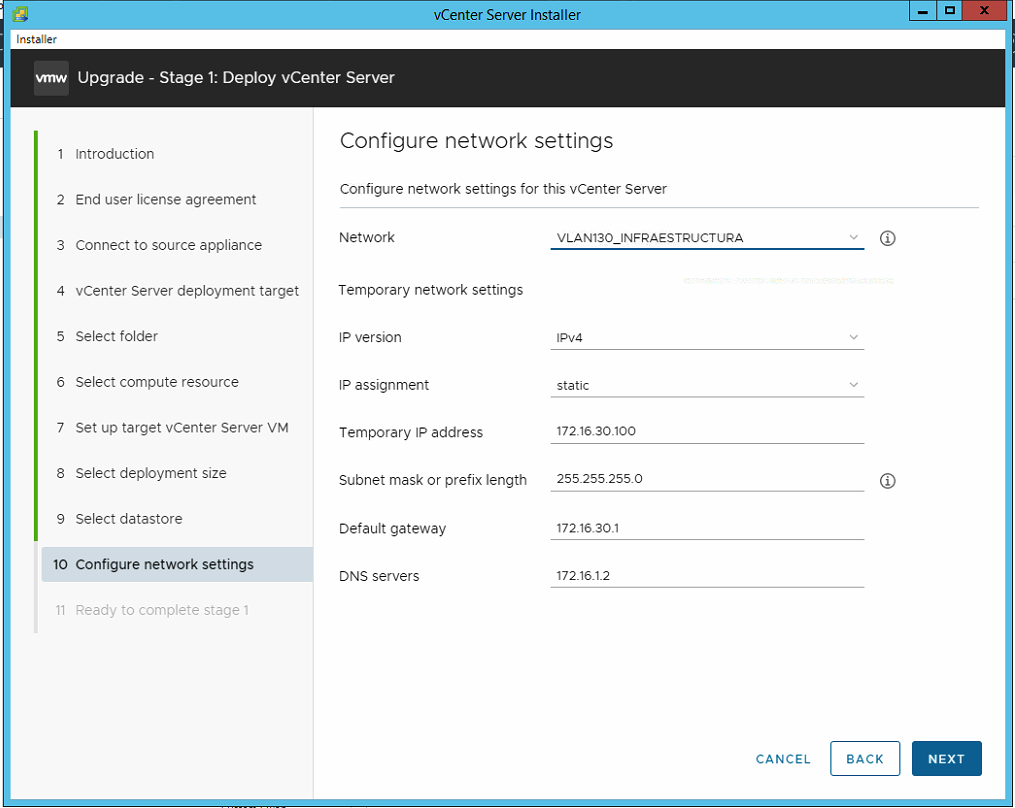 vCenter Server Installer
Installer
vmw Upgrade - Stage 1: Deploy vCenter Server
1 Introduction
2 End user license agreement
3 Connect to source appliance
4 vCenter Server deployment target
5 Select folder
6 Select compute resource
7 Set up target vCenter Server VM
8 Select deployment size
9 Select datastore
10 Configure network settings
11 Ready to complete stage 1
Configure network settings
Configure network settings for this vCenter Server
Network VLAN130_INFRAESTRUCTURA
Temporary network settings
IP version IPv4
IP assignment static
Temporary IP address 172.16.30.100
Subnet mask or prefix length 255.255.255.0
Default gateway 172.16.30.1
DNS servers 172.16.1.2
CANCEL BACK NEXT